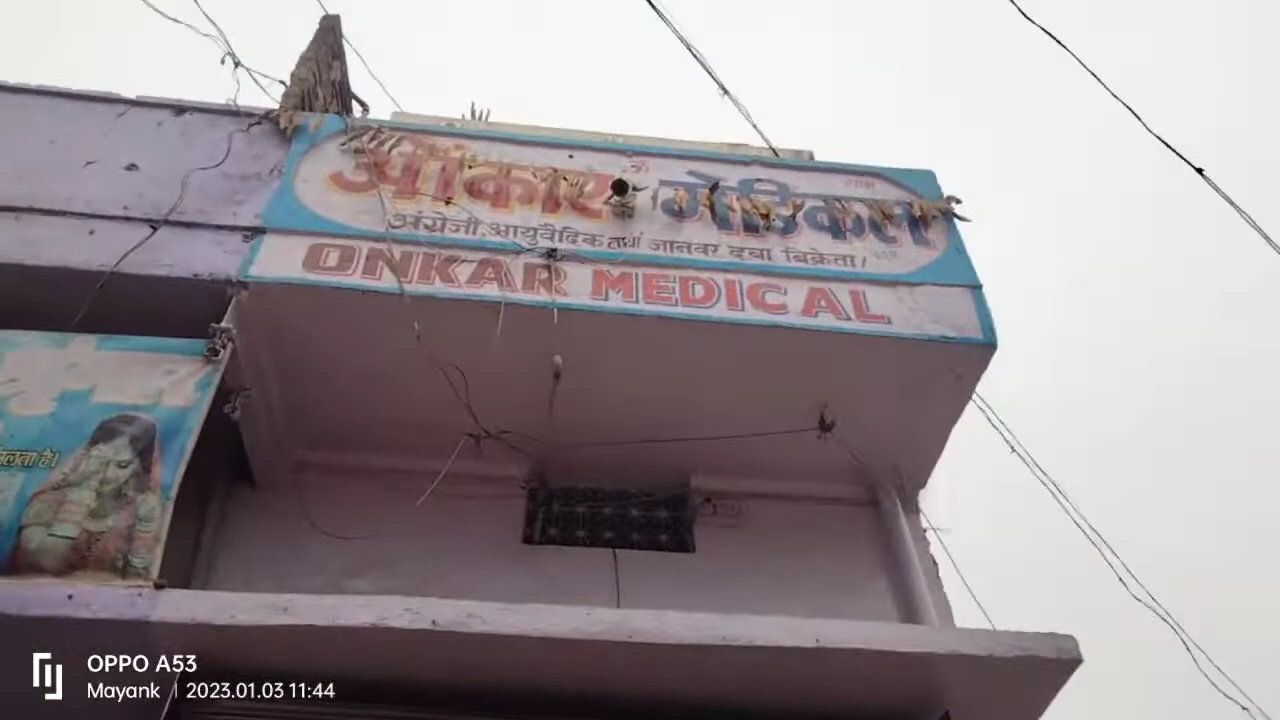 ओंकार मेडिकल
अंग्रेजी, आयुर्वेदिक तथा जानवर दवा विक्रेता।
ONKAR MEDICAL
है।
OPPO A53
Mayank | 2023.01.03 11:44